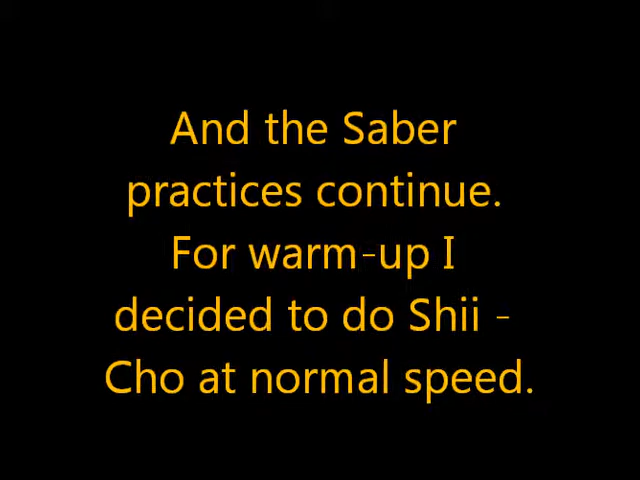 And the Saber
practices continue.
For warm-up I
decided to do Shii -
Cho at normal speed.